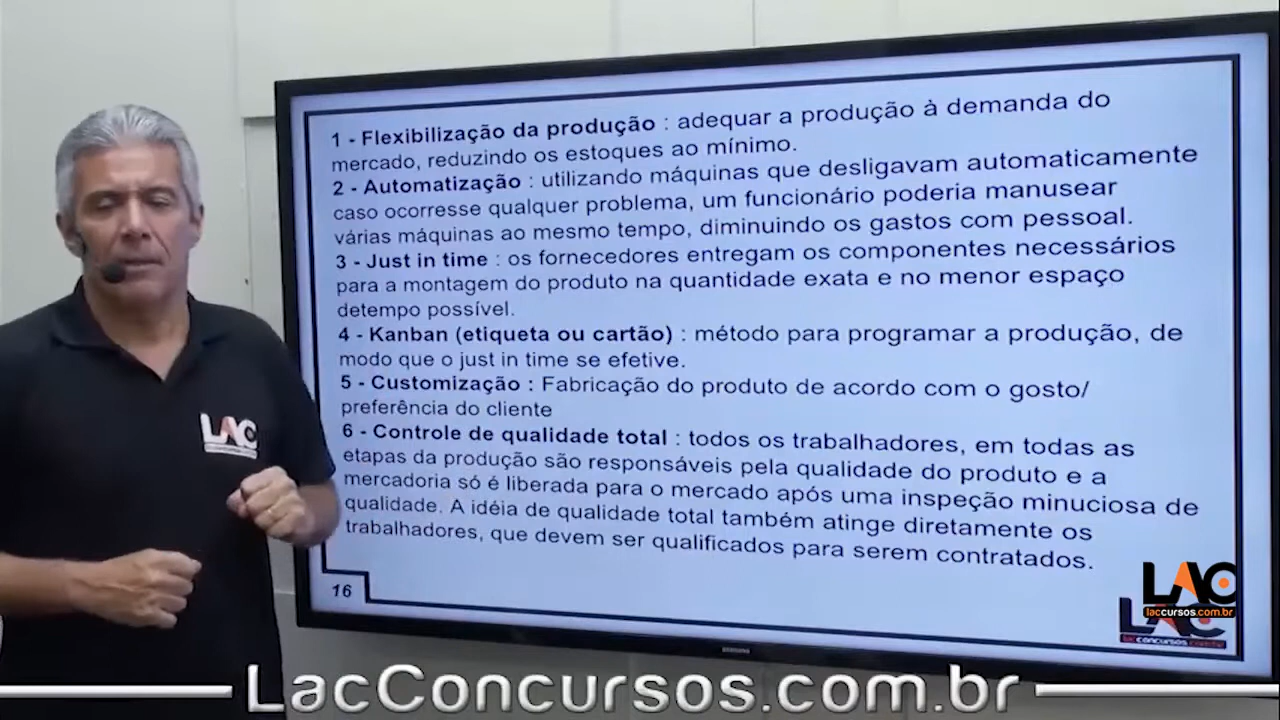 1 - Flexibilização da produção : adequar a produção à demanda do
mercado, reduzindo os estoques ao mínimo.
2 - Automatização : utilizando máquinas que desligavam automaticamente
caso ocorresse qualquer problema, um funcionário poderia manusear
várias máquinas ao mesmo tempo, diminuindo os gastos com pessoal.
3 - Just in time : os fornecedores entregam os componentes necessários
para a montagem do produto na quantidade exata e no menor espaço
detempo possível.
4 - Kanban (etiqueta ou cartão) : método para programar a produção, de
modo que o just in time se efetive.
5 - Customização : Fabricação do produto de acordo com o gosto/
preferência do cliente
6 - Controle de qualidade total : todos os trabalhadores, em todas as
etapas da produção são responsáveis pela qualidade do produto e a
mercadoria só é liberada para o mercado após uma inspeção minuciosa de
qualidade. A idéia de qualidade total também atinge diretamente os
trabalhadores, que devem ser qualificados para serem contratados.
16
LAC
LAC
laccursos.com.br
LAC
SAMSUNG
LacConcursos.com.br